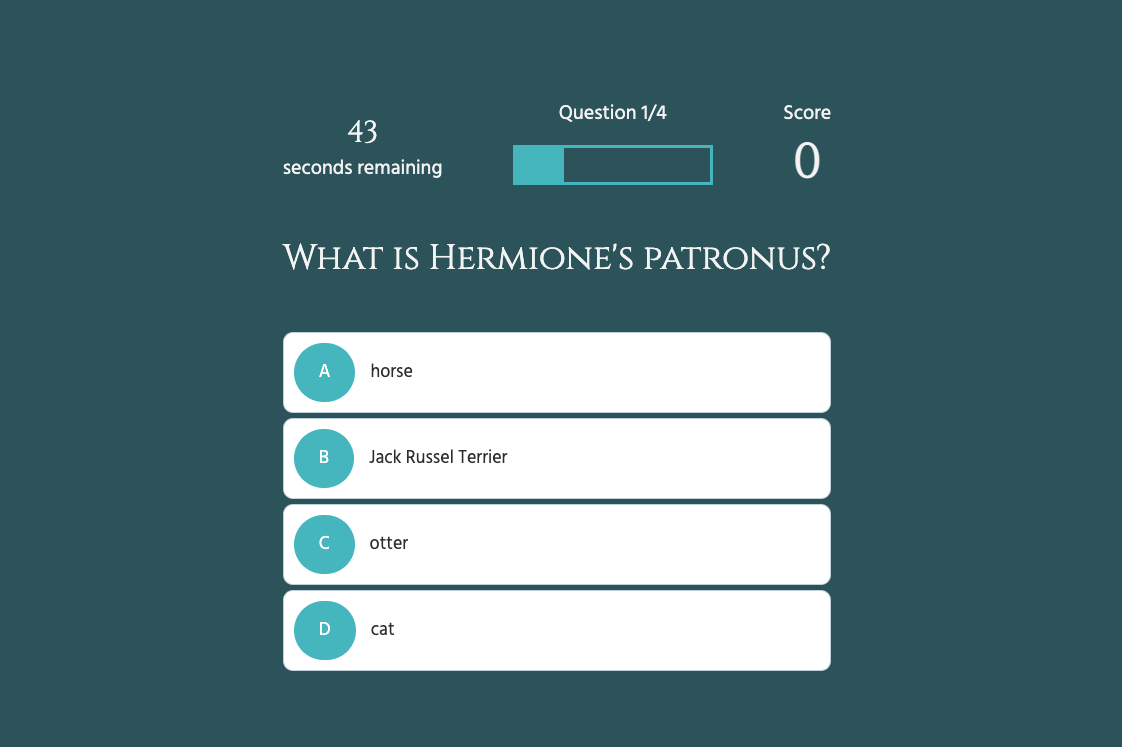 43
seconds remaining
Question 1/4
Score
0
What is Hermione's patronus?
A horse
B Jack Russel Terrier
C otter
D cat